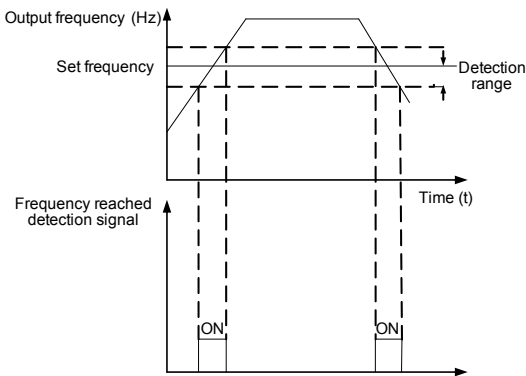 Output frequency (Hz)
Set frequency
Detection
range
Time (t)
Frequency reached
detection signal
ON
ON